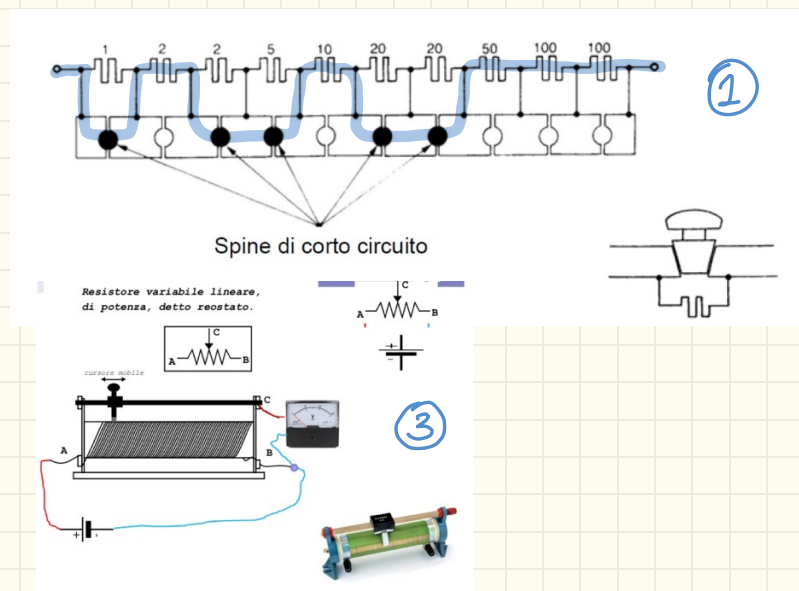 1 2 2 5 10 20 20 50 100 100
1
Spine di corto circuito
Resistore variabile lineare,
di potenza, detto reostato.
C
A B
C
A B
+
-
cursore mobile
C
A
B
V
3
+ -